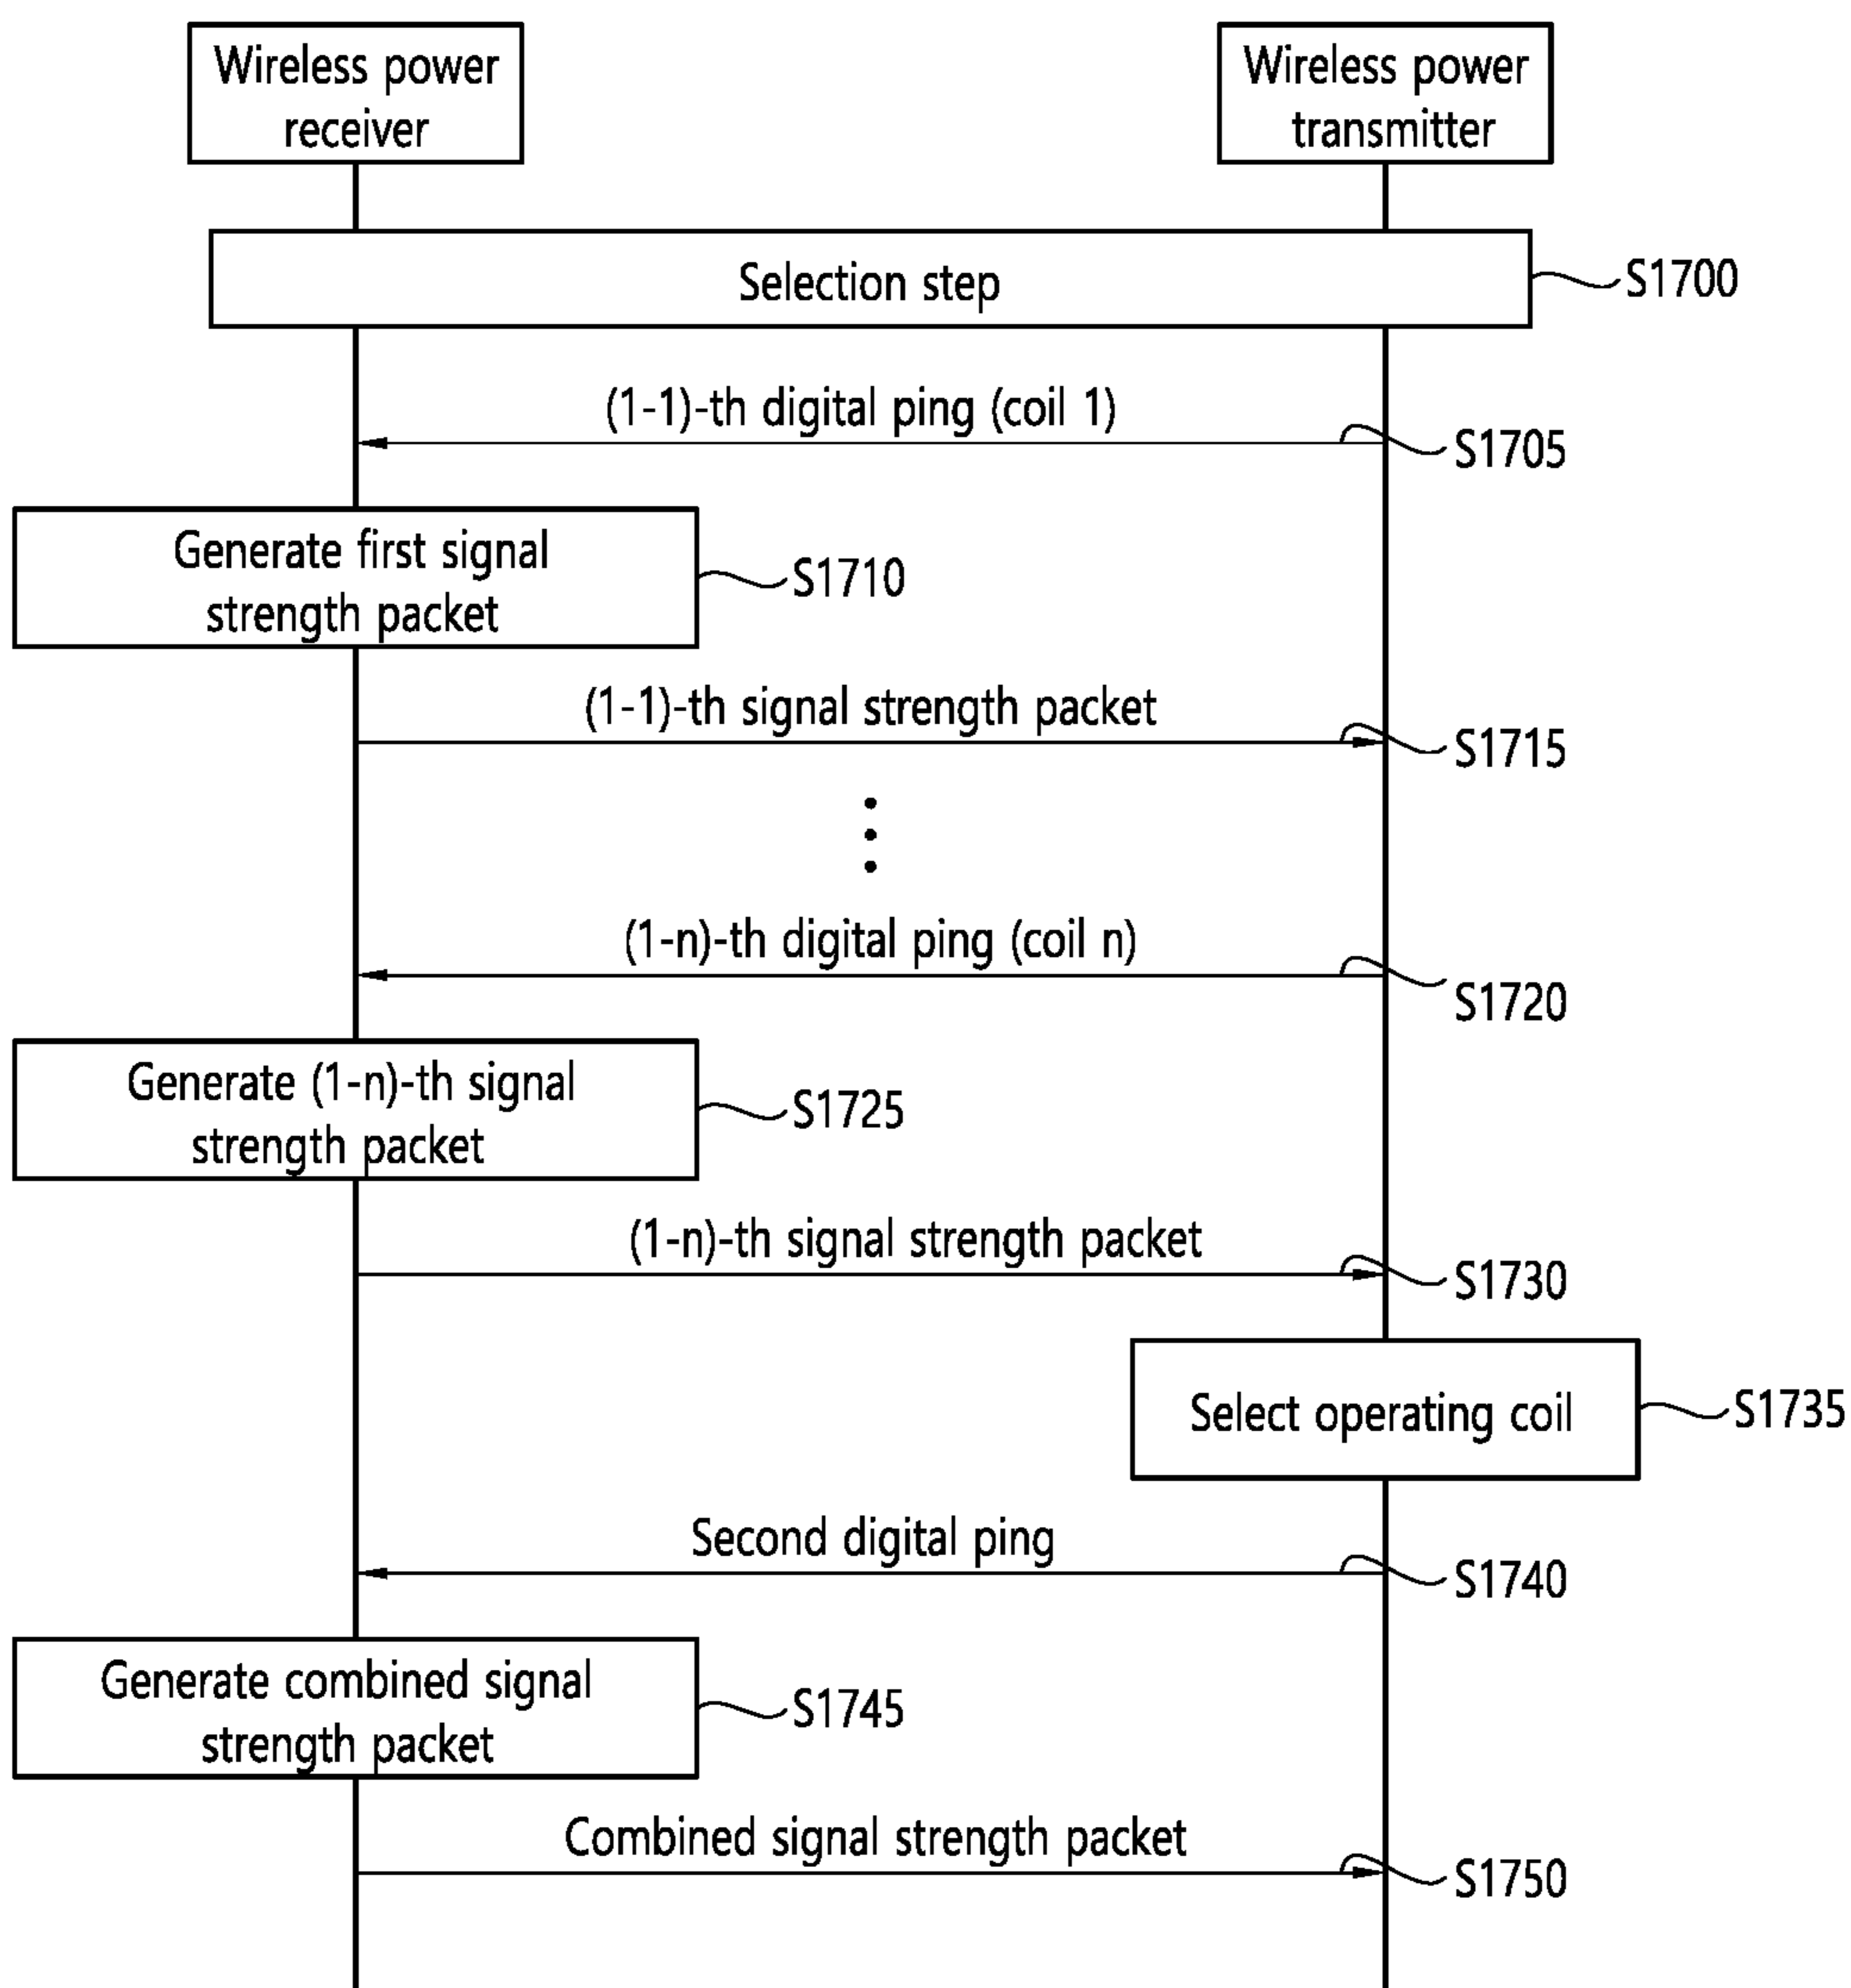 Wireless power
receiver
Wireless power
transmitter
Selection step
S1700
(1-1)-th digital ping (coil 1)
S1705
Generate first signal
strength packet
S1710
(1-1)-th signal strength packet
S1715
(1-n)-th digital ping (coil n)
S1720
Generate (1-n)-th signal
strength packet
S1725
(1-n)-th signal strength packet
S1730
Select operating coil
S1735
Second digital ping
S1740
Generate combined signal
strength packet
S1745
Combined signal strength packet
S1750